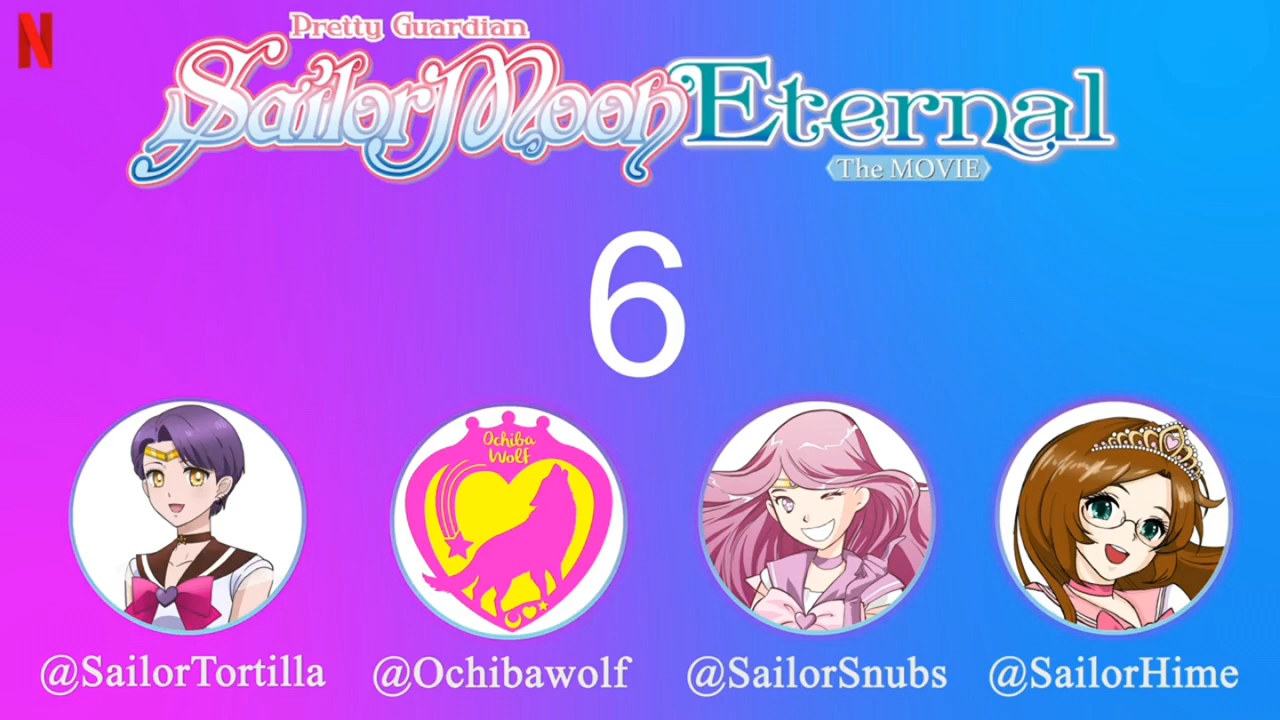 N
Pretty Guardian
Sailor Moon Eternal
The MOVIE
6
Ochiba
Wolf
@SailorTortilla @Ochibawolf @SailorSnubs @SailorHime